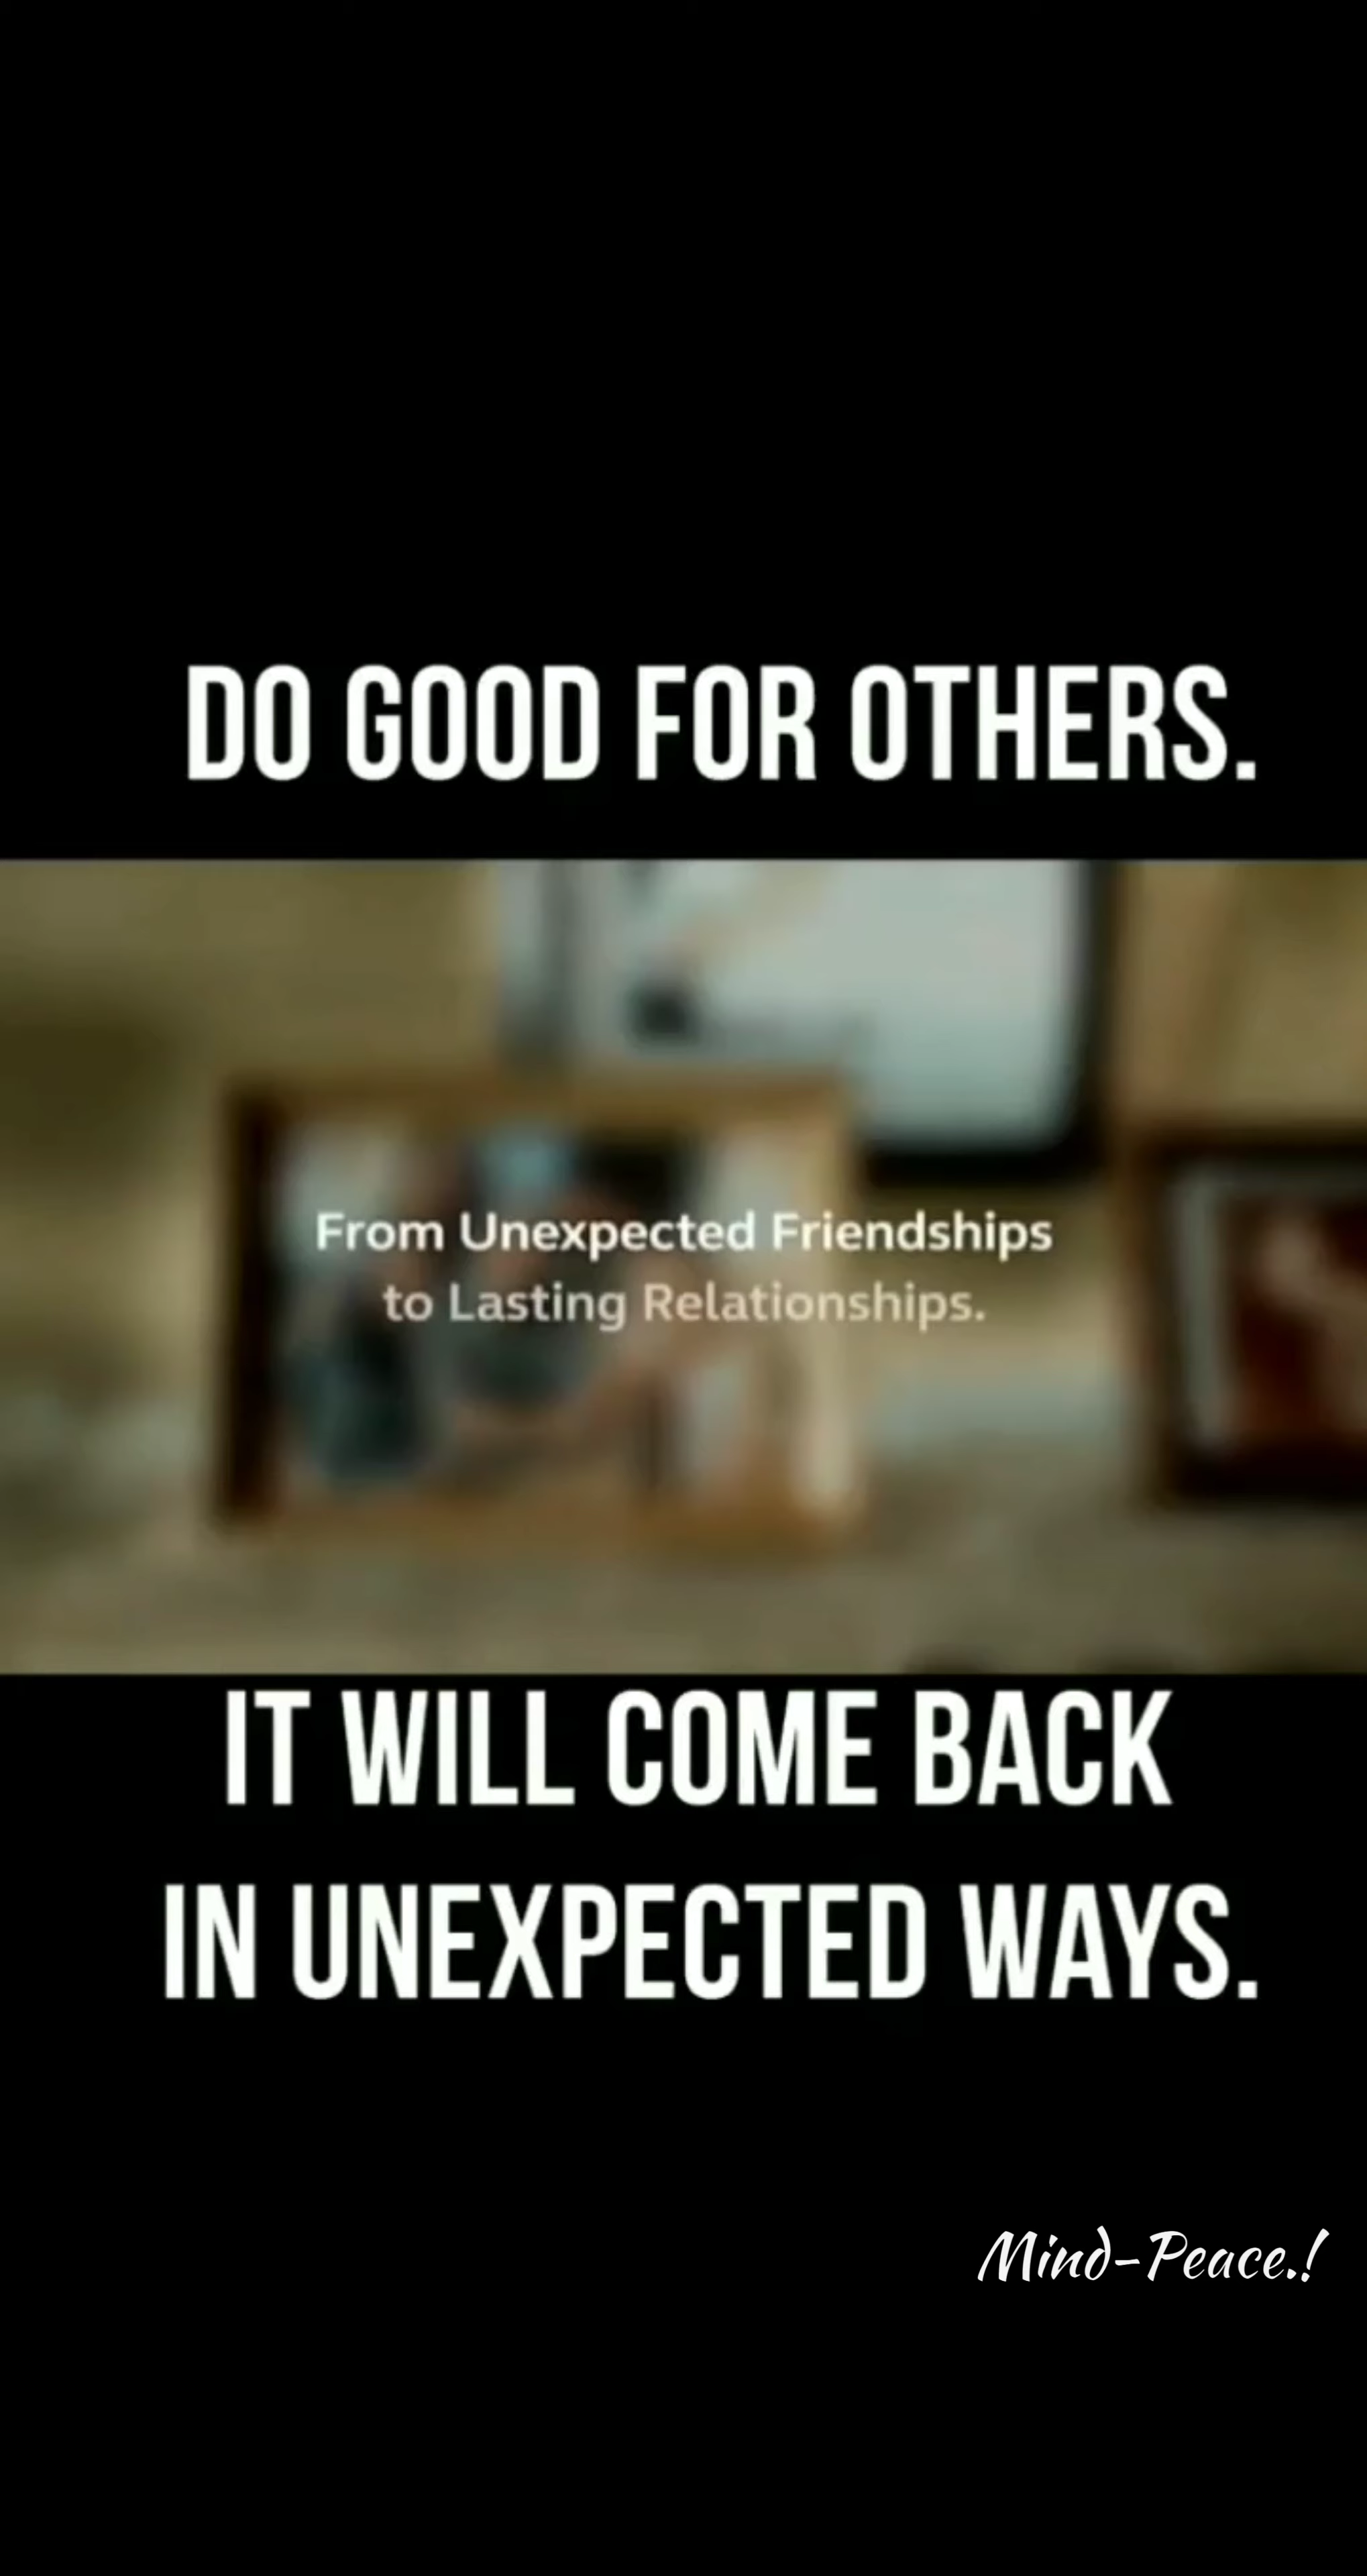 DO GOOD FOR OTHERS.
From Unexpected Friendships
to Lasting Relationships.
IT WILL COME BACK
IN UNEXPECTED WAYS.
Mind-Peace.!